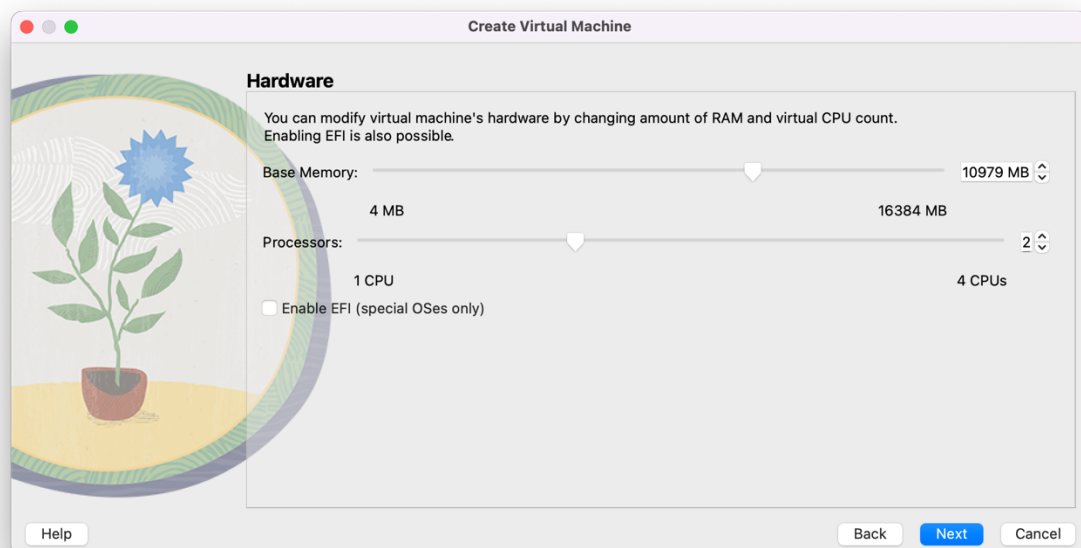 Create Virtual Machine
Hardware
You can modify virtual machine's hardware by changing amount of RAM and virtual CPU count.
Enabling EFI is also possible.
Base Memory: 10979 MB
4 MB 16384 MB
Processors: 2
1 CPU 4 CPUs
Enable EFI (special OSes only)
Help Back Next Cancel